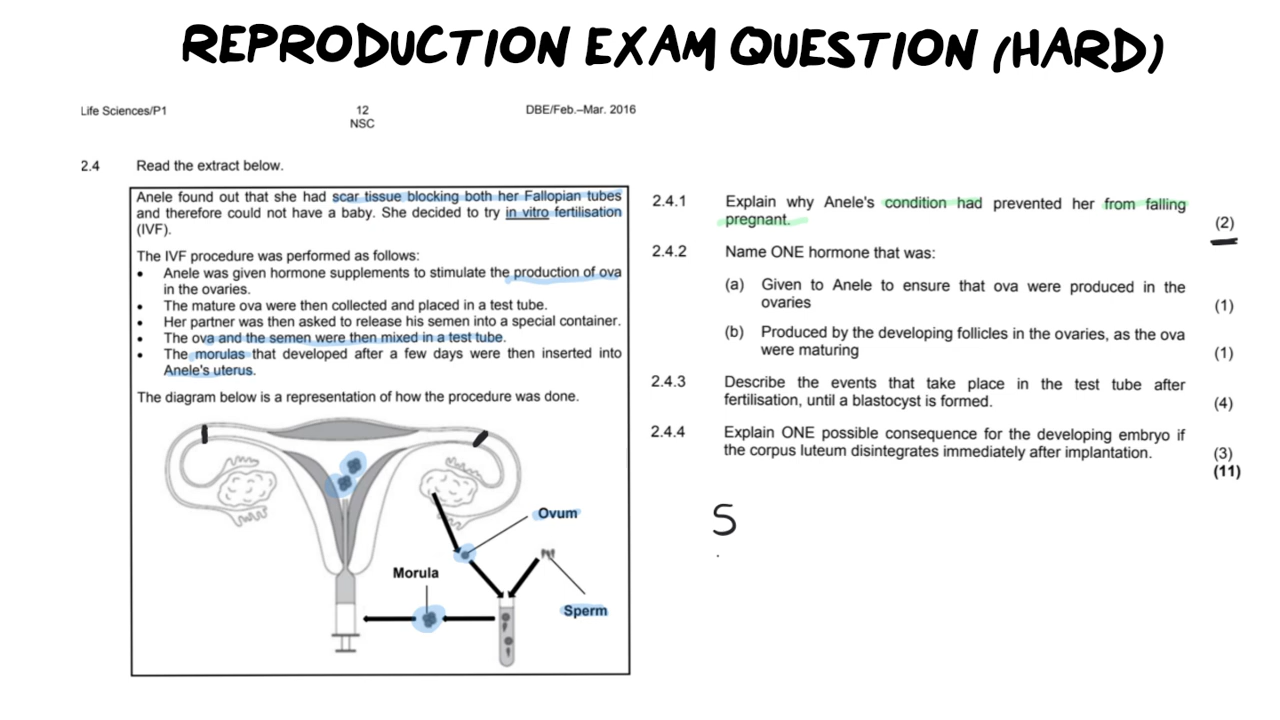 REPRODUCTION EXAM QUESTION (HARD)
Life Sciences/P1
12
NSC
DBE/Feb.–Mar. 2016
2.4 Read the extract below.
Anele found out that she had scar tissue blocking both her Fallopian tubes
and therefore could not have a baby. She decided to try in vitro fertilisation
(IVF).
The IVF procedure was performed as follows:
• Anele was given hormone supplements to stimulate the production of ova
in the ovaries.
• The mature ova were then collected and placed in a test tube.
• Her partner was then asked to release his semen into a special container.
• The ova and the semen were then mixed in a test tube.
• The morulas that developed after a few days were then inserted into
Anele's uterus.
The diagram below is a representation of how the procedure was done.
Ovum
Morula
Sperm
2.4.1 Explain why Anele's condition had prevented her from falling
pregnant. (2)
2.4.2 Name ONE hormone that was:
(a) Given to Anele to ensure that ova were produced in the
ovaries (1)
(b) Produced by the developing follicles in the ovaries, as the ova
were maturing (1)
2.4.3 Describe the events that take place in the test tube after
fertilisation, until a blastocyst is formed. (4)
2.4.4 Explain ONE possible consequence for the developing embryo if
the corpus luteum disintegrates immediately after implantation. (3)
(11)
S